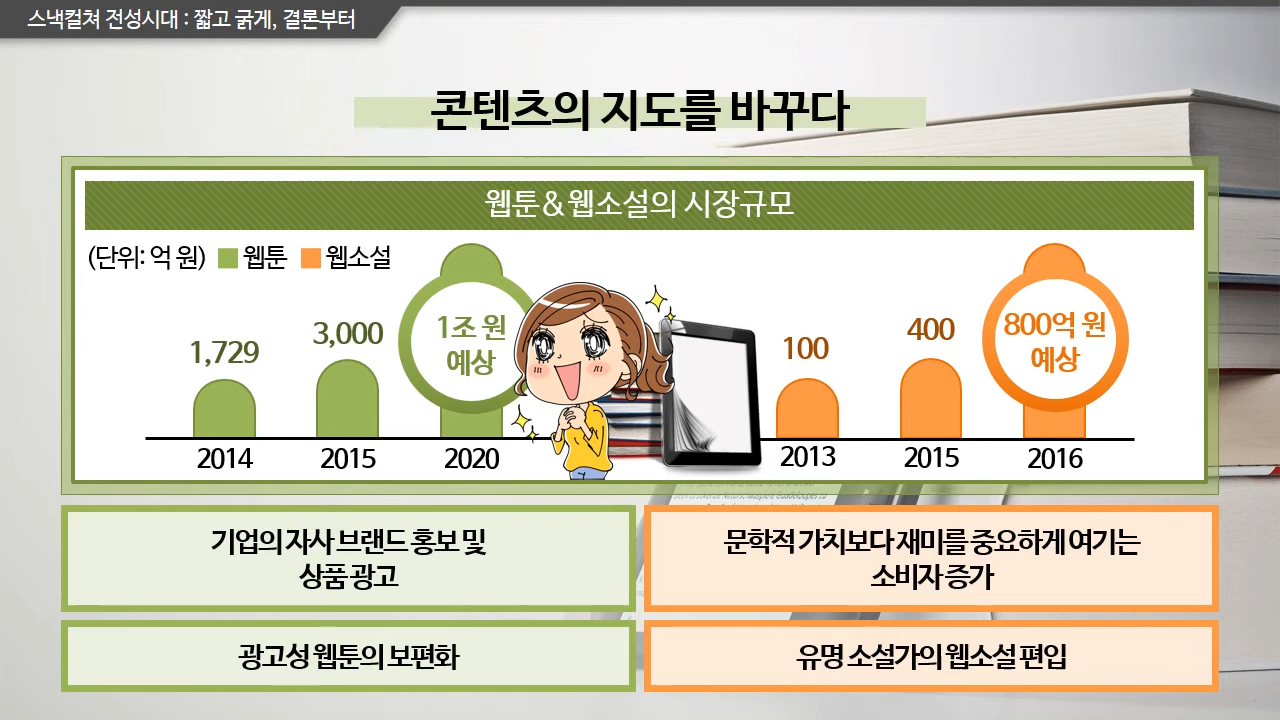 스낵컬쳐 전성시대 : 짧고 굵게, 결론부터
콘텐츠의 지도를 바꾸다
웹툰 & 웹소설의 시장규모
(단위: 억 원) 웹툰 웹소설
1,729
3,000
1조 원
예상
2014 2015 2020
100
400
800억 원
예상
2013 2015 2016
기업의 자사 브랜드 홍보 및
상품 광고
문학적 가치보다 재미를 중요하게 여기는
소비자 증가
광고성 웹툰의 보편화
유명 소설가의 웹소설 편입